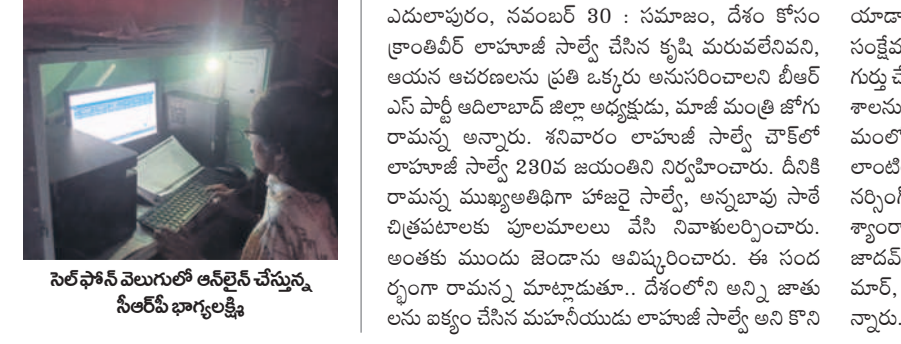 సెల్‌ఫోన్ వెలుగులో ఆన్‌లైన్ చేస్తున్న
సీఆర్‌పీ భాగ్యలక్ష్మి
ఎదులాపురం, నవంబర్ 30 : సమాజం, దేశం కోసం
క్రాంతివీర్ లాహూజీ సాల్వే చేసిన కృషి మరువలేనివని,
ఆయన ఆచరణలను ప్రతి ఒక్కరు అనుసరించాలని బీఆర్
ఎస్ పార్టీ ఆదిలాబాద్ జిల్లా అధ్యక్షుడు, మాజీ మంత్రి జోగు
రామన్న అన్నారు. శనివారం లాహుజీ సాల్వే చౌక్‌లో
లాహూజీ సాల్వే 230వ జయంతిని నిర్వహించారు. దీనికి
రామన్న ముఖ్యఅతిథిగా హాజరై సాల్వే, అన్నబావు సాఠే
చిత్రపటాలకు పూలమాలలు వేసి నివాళులర్పించారు.
అంతకు ముందు జెండాను ఆవిష్కరించారు. ఈ సంద
ర్భంగా రామన్న మాట్లాడుతూ.. దేశంలోని అన్ని జాతు
లను ఐక్యం చేసిన మహనీయుడు లాహుజీ సాల్వే అని కొని
యాడా
సంక్షేమ
గుర్తు చే
శాలను
మంలో
లాంటి
నర్సింగ్
శ్యాంరా
జాదవ్
మార్,
న్నారు.